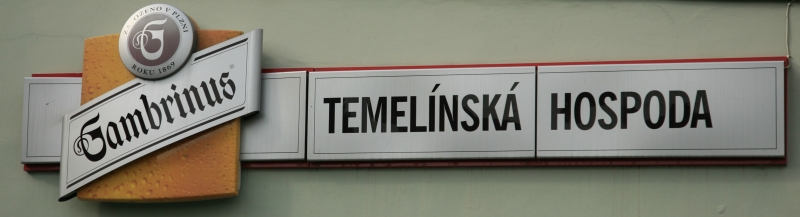 ZALOŽENO V PLZNI
G
ROKU 1869
Gambrinus
TEMELÍNSKÁ HOSPODA